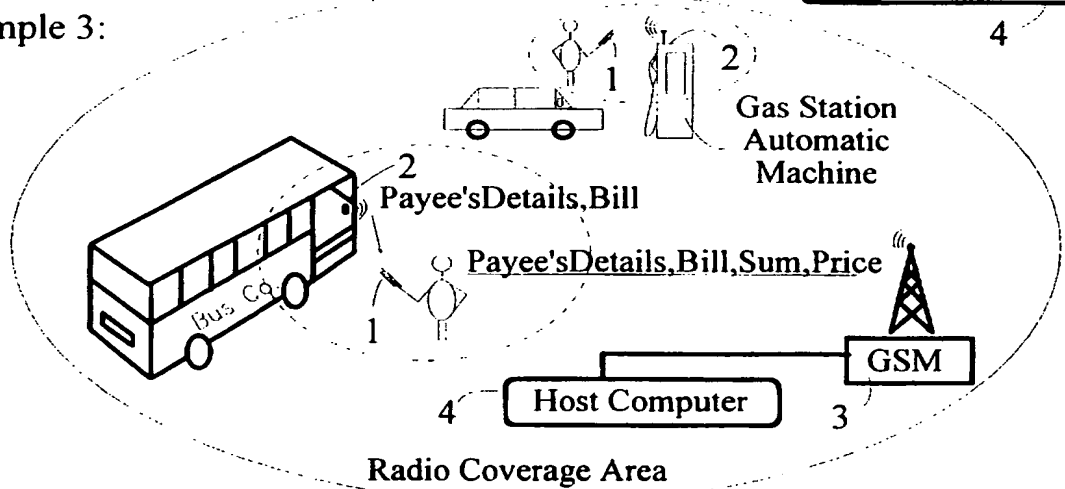 mple 3:
4
1
2
Gas Station
Automatic
Machine
2
Payee'sDetails,Bill
Payee'sDetails,Bill,Sum,Price
Bus Co.
1
GSM
4
Host Computer
3
Radio Coverage Area